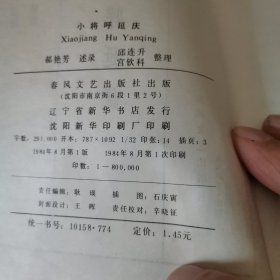 小将呼延庆
Xiaojiang Hu Yanqing
郝艳芳 述录 邱连升 宫钦科 整理
春风文艺出版社出版
(沈阳市南京街6段1里2号)
辽宁省新华书店发行
沈阳新华印刷厂印刷
字数:291,000 开本:787×1092 1/32 印张:14 插页:3
1984年8月第1版 1984年8月第1次印刷
印数:1—800,000
责任编辑:耿瑛 插图:石庆寅
封面设计:王晖 责任校对:辛晓征
统一书号:10158·774 定价:1.45元